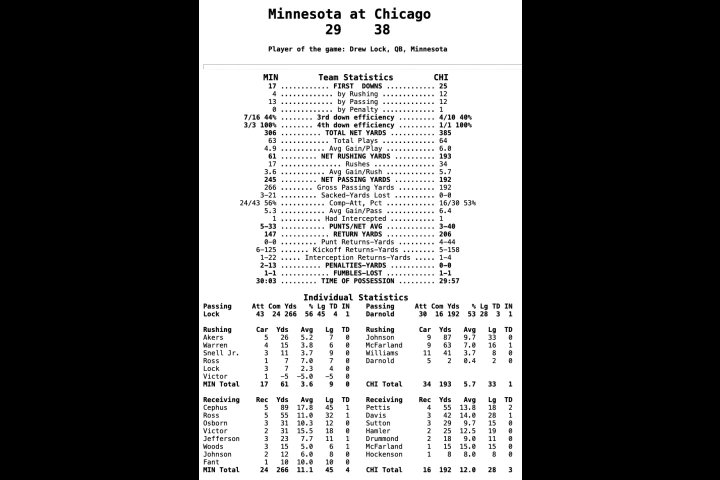 Minnesota at Chicago
29 38
Player of the game: Drew Lock, QB, Minnesota
MIN Team Statistics CHI
17 ........... FIRST DOWNS ........... 25
4 ............ by Rushing ............ 12
13 ............ by Passing ............ 12
0 ............ by Penalty ............ 1
7/16 44% ........ 3rd down efficiency ........ 4/10 40%
3/3 100% ........ 4th down efficiency ........ 1/1 100%
306 .......... TOTAL NET YARDS .......... 385
63 ............ Total Plays ............ 64
4.9 ........... Avg Gain/Play ........... 6.0
61 ......... NET RUSHING YARDS ......... 193
17 .............. Rushes .............. 34
3.6 ........... Avg Gain/Rush ........... 5.7
245 ......... NET PASSING YARDS ......... 192
266 ........ Gross Passing Yards ........ 192
3-21 ........ Sacked-Yards Lost ........ 0-0
24/43 56% .......... Comp-Att, Pct .......... 16/30 53%
5.3 ........... Avg Gain/Pass ........... 6.4
1 .......... Had Intercepted .......... 1
5-33 .......... PUNTS/NET AVG .......... 3-40
147 ........... RETURN YARDS ........... 206
0-0 ....... Punt Returns-Yards ....... 4-44
6-125 ...... Kickoff Returns-Yards ...... 5-158
1-22 .... Interception Returns-Yards .... 1-4
2-13 ......... PENALTIES-YARDS ......... 0-0
1-1 .......... FUMBLES-LOST .......... 1-1
30:03 ........ TIME OF POSSESSION ........ 29:57
Individual Statistics
Passing Att Com Yds % Lg TD IN Passing Att Com Yds % Lg TD IN
Lock 43 24 266 56 45 4 1 Darnold 30 16 192 53 28 3 1
Rushing Car Yds Avg Lg TD Rushing Car Yds Avg Lg TD
Akers 5 26 5.2 7 0 Johnson 9 87 9.7 33 0
Warren 4 15 3.8 6 0 McFarland 9 63 7.0 16 1
Snell Jr. 3 11 3.7 9 0 Williams 11 41 3.7 8 0
Ross 1 7 7.0 7 0 Darnold 5 2 0.4 2 0
Lock 3 7 2.3 4 0
Victor 1 -5 -5.0 -5 0
MIN Total 17 61 3.6 9 0 CHI Total 34 193 5.7 33 1
Receiving Rec Yds Avg Lg TD Receiving Rec Yds Avg Lg TD
Cephus 5 89 17.8 45 1 Pettis 4 55 13.8 18 2
Ross 5 55 11.0 32 1 Davis 3 42 14.0 28 1
Osborn 3 31 10.3 12 0 Sutton 3 29 9.7 15 0
Victor 2 31 15.5 18 0 Hamler 2 25 12.5 19 0
Jefferson 3 23 7.7 11 1 Drummond 2 18 9.0 11 0
Woods 3 15 5.0 6 1 McFarland 1 15 15.0 15 0
Johnson 2 12 6.0 8 0 Hockenson 1 8 8.0 8 0
Fant 1 10 10.0 10 0
MIN Total 24 266 11.1 45 4 CHI Total 16 192 12.0 28 3